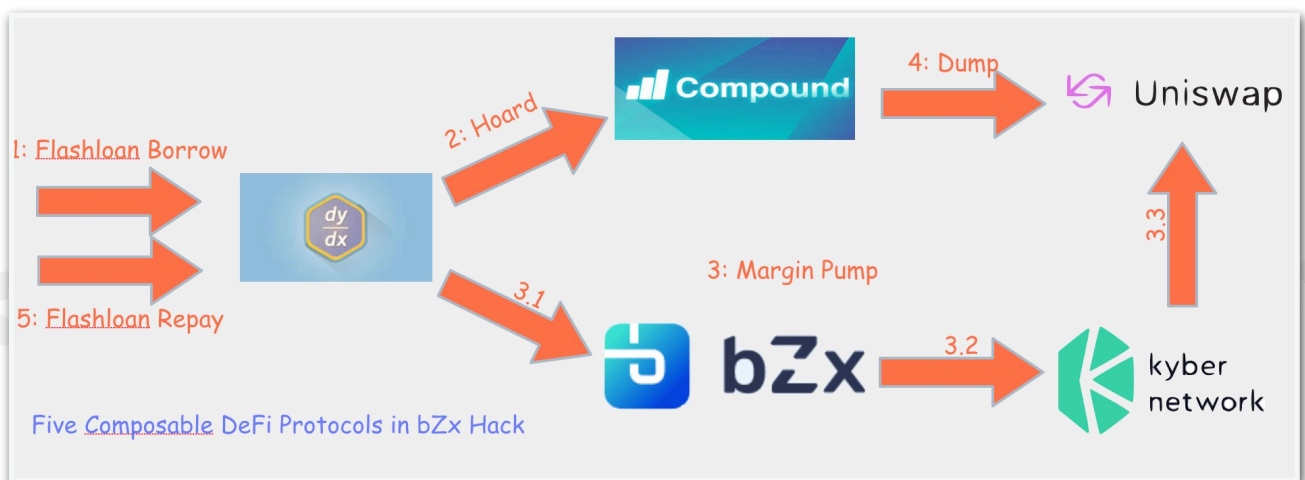 1: Flashloan Borrow
dy
dx
5: Flashloan Repay
2: Hoard
Compound
4: Dump
Uniswap
3: Margin Pump
3.1
bZx
3.2
kyber
network
3.3
Five Composable DeFi Protocols in bZx Hack